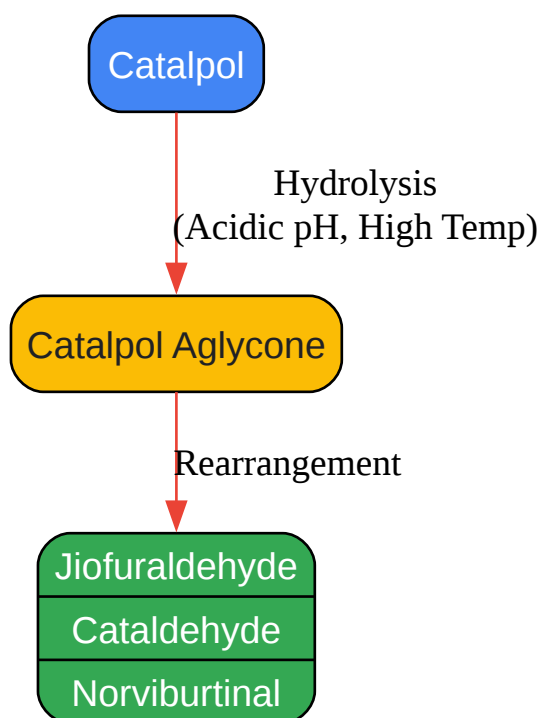 Catalpol
Hydrolysis
(Acidic pH, High Temp)
Catalpol Aglycone
Rearrangement
Jiofuraldehyde
Cataldehyde
Norviburtinal